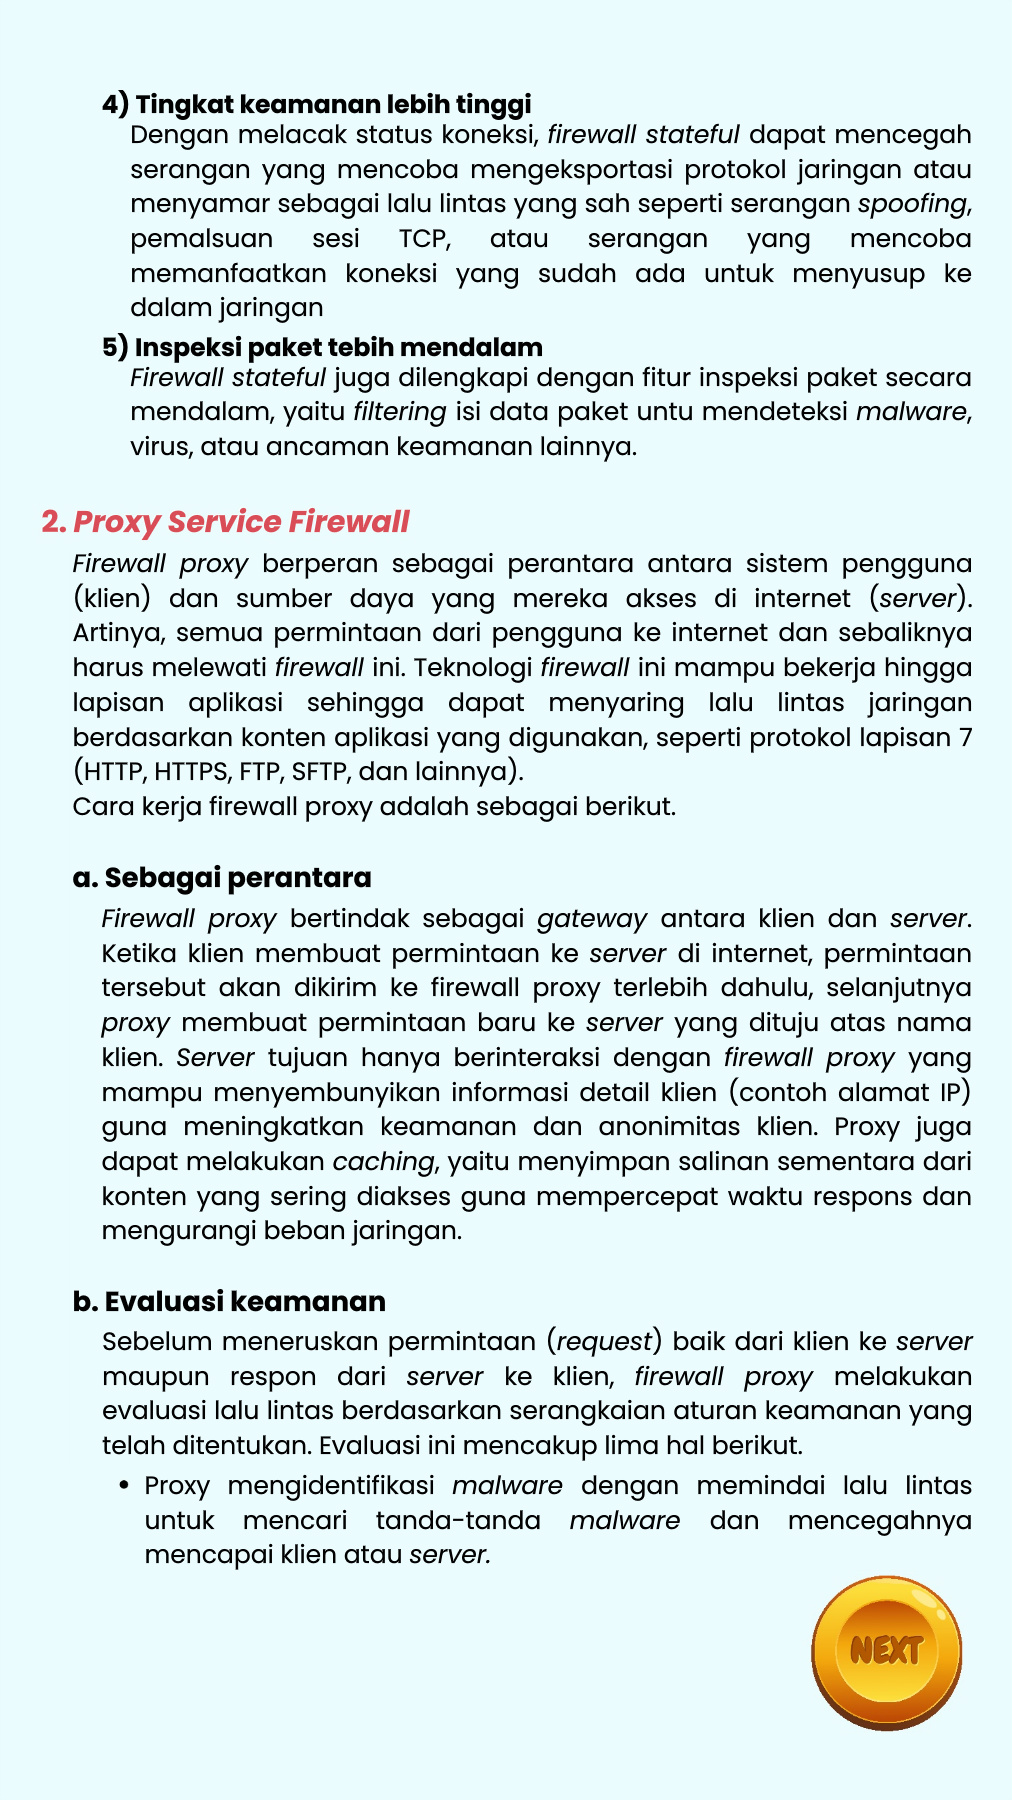 4) Tingkat keamanan lebih tinggi
Dengan melacak status koneksi, firewall stateful dapat mencegah
serangan yang mencoba mengeksportasi protokol jaringan atau
menyamar sebagai lalu lintas yang sah seperti serangan spoofing,
pemalsuan sesi TCP, atau serangan yang mencoba
memanfaatkan koneksi yang sudah ada untuk menyusup ke
dalam jaringan
5) Inspeksi paket tebih mendalam
Firewall stateful juga dilengkapi dengan fitur inspeksi paket secara
mendalam, yaitu filtering isi data paket untu mendeteksi malware,
virus, atau ancaman keamanan lainnya.
2. Proxy Service Firewall
Firewall proxy berperan sebagai perantara antara sistem pengguna
(klien) dan sumber daya yang mereka akses di internet (server).
Artinya, semua permintaan dari pengguna ke internet dan sebaliknya
harus melewati firewall ini. Teknologi firewall ini mampu bekerja hingga
lapisan aplikasi sehingga dapat menyaring lalu lintas jaringan
berdasarkan konten aplikasi yang digunakan, seperti protokol lapisan 7
(HTTP, HTTPS, FTP, SFTP, dan lainnya).
Cara kerja firewall proxy adalah sebagai berikut.
a. Sebagai perantara
Firewall proxy bertindak sebagai gateway antara klien dan server.
Ketika klien membuat permintaan ke server di internet, permintaan
tersebut akan dikirim ke firewall proxy terlebih dahulu, selanjutnya
proxy membuat permintaan baru ke server yang dituju atas nama
klien. Server tujuan hanya berinteraksi dengan firewall proxy yang
mampu menyembunyikan informasi detail klien (contoh alamat IP)
guna meningkatkan keamanan dan anonimitas klien. Proxy juga
dapat melakukan caching, yaitu menyimpan salinan sementara dari
konten yang sering diakses guna mempercepat waktu respons dan
mengurangi beban jaringan.
b. Evaluasi keamanan
Sebelum meneruskan permintaan (request) baik dari klien ke server
maupun respon dari server ke klien, firewall proxy melakukan
evaluasi lalu lintas berdasarkan serangkaian aturan keamanan yang
telah ditentukan. Evaluasi ini mencakup lima hal berikut.
• Proxy mengidentifikasi malware dengan memindai lalu lintas
untuk mencari tanda-tanda malware dan mencegahnya
mencapai klien atau server.
NEXT